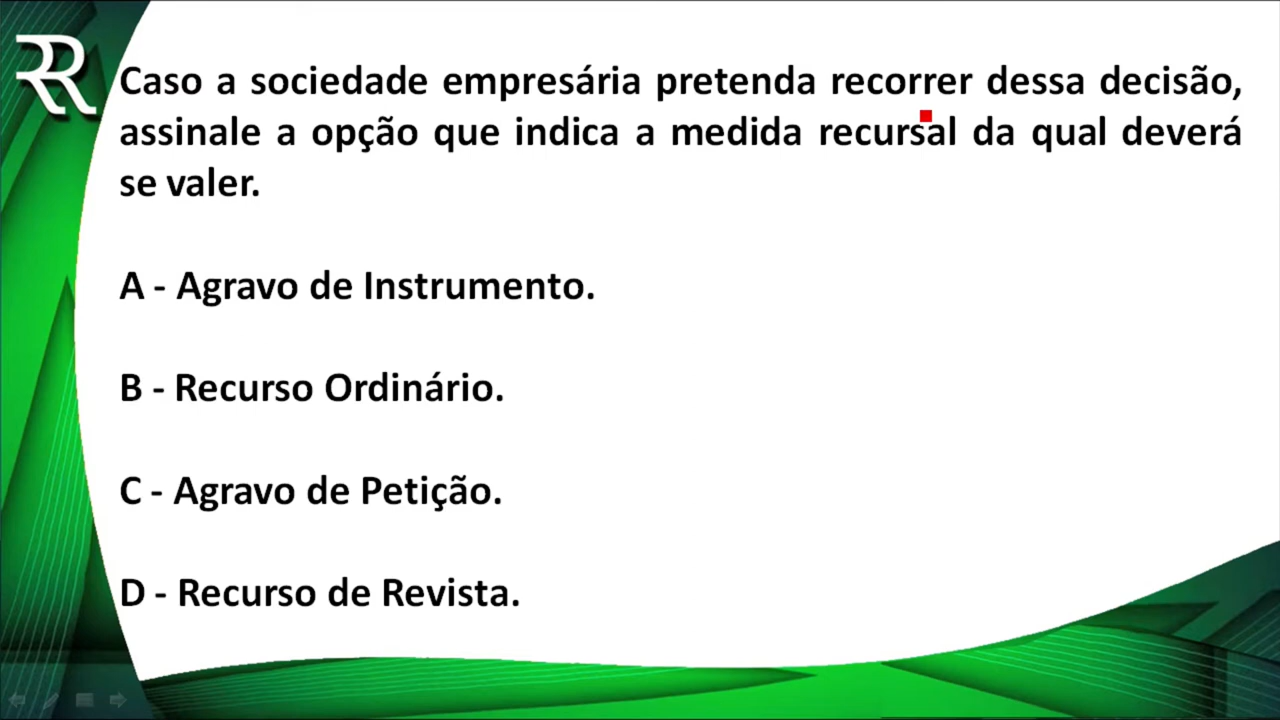 Caso a sociedade empresária pretenda recorrer dessa decisão,
assinale a opção que indica a medida recursal da qual deverá
se valer.
A - Agravo de Instrumento.
B - Recurso Ordinário.
C - Agravo de Petição.
D - Recurso de Revista.